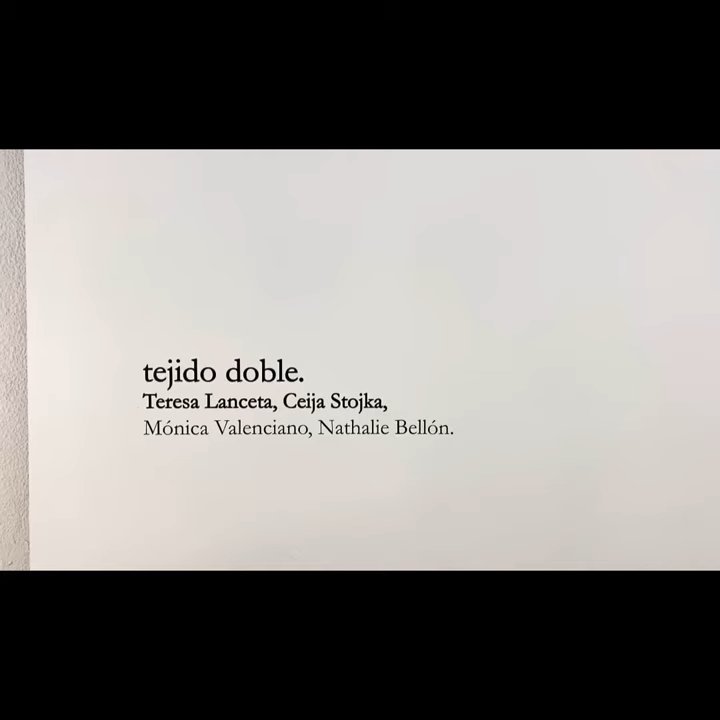 tejido doble.
Teresa Lanceta, Ceija Stojka,
Mónica Valenciano, Nathalie Bellón.